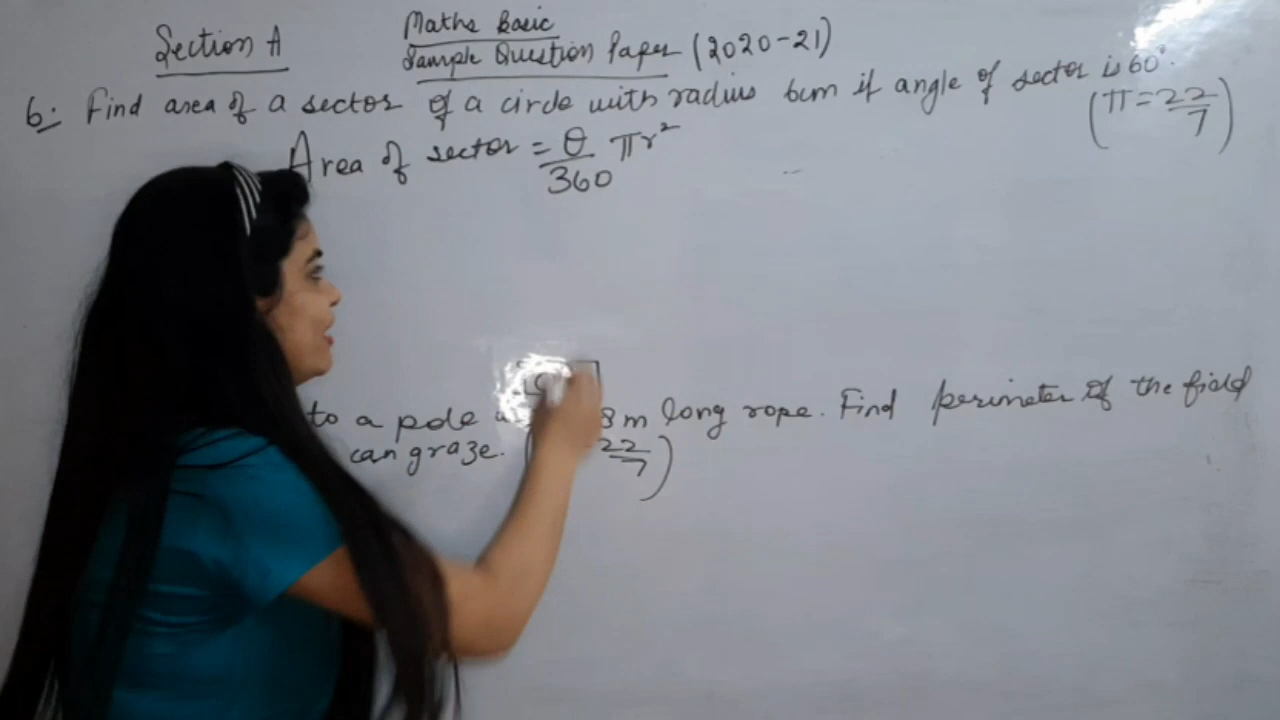 Section A
Maths Basic
Sample Question Paper (2020-21)
6:- Find area of a sector of a circle with radius 6cm if angle of sector is 60°.
(π = 22/7)
Area of sector = θ/360 πr²
to a pole 8m long rope. Find perimeter of the field
can graze. ( 22/7)